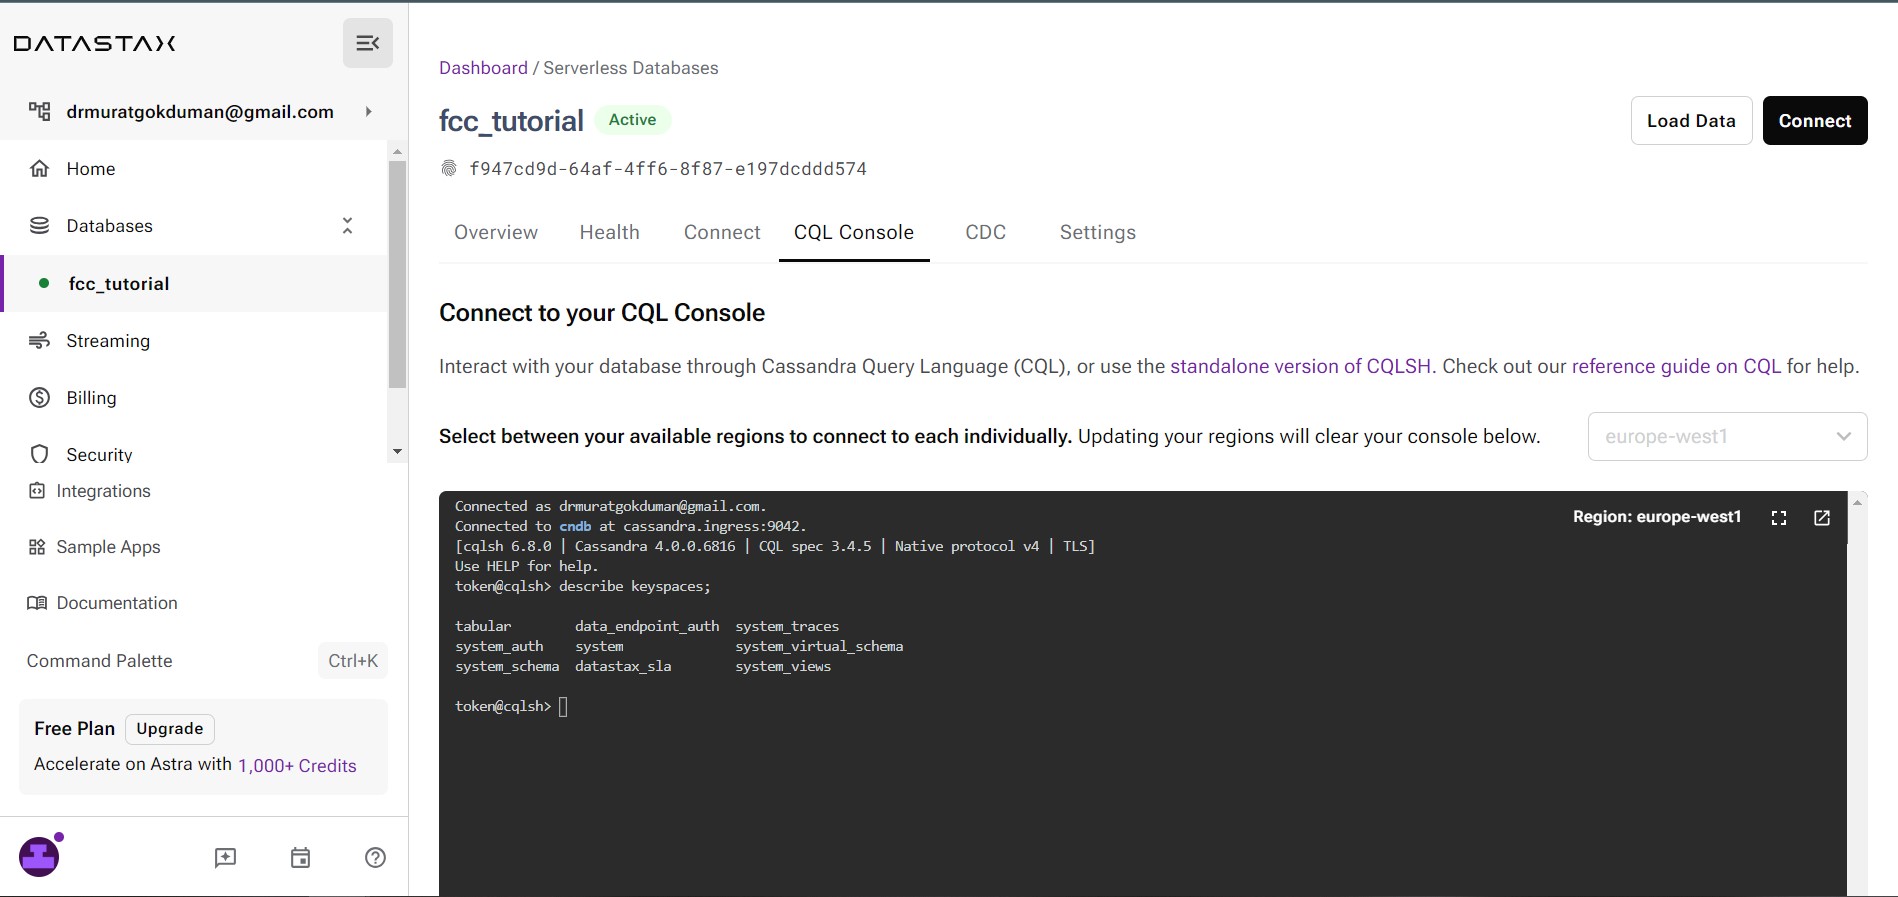 DATASTAX
drmuratgokduman@gmail.com
Home
Databases
fcc_tutorial
Streaming
Billing
Security
Integrations
Sample Apps
Documentation
Command Palette Ctrl+K
Free Plan Upgrade
Accelerate on Astra with 1,000+ Credits
Dashboard / Serverless Databases
fcc_tutorial Active
f947cd9d-64af-4ff6-8f87-e197dcddd574
Load Data Connect
Overview Health Connect CQL Console CDC Settings
Connect to your CQL Console
Interact with your database through Cassandra Query Language (CQL), or use the standalone version of CQLSH. Check out our reference guide on CQL for help.
Select between your available regions to connect to each individually. Updating your regions will clear your console below.
europe-west1
Region: europe-west1
Connected as drmuratgokduman@gmail.com.
Connected to cndb at cassandra.ingress:9042.
[cqlsh 6.8.0 | Cassandra 4.0.0.6816 | CQL spec 3.4.5 | Native protocol v4 | TLS]
Use HELP for help.
token@cqlsh> describe keyspaces;
tabular data_endpoint_auth system_traces
system_auth system system_virtual_schema
system_schema datastax_sla system_views
token@cqlsh>